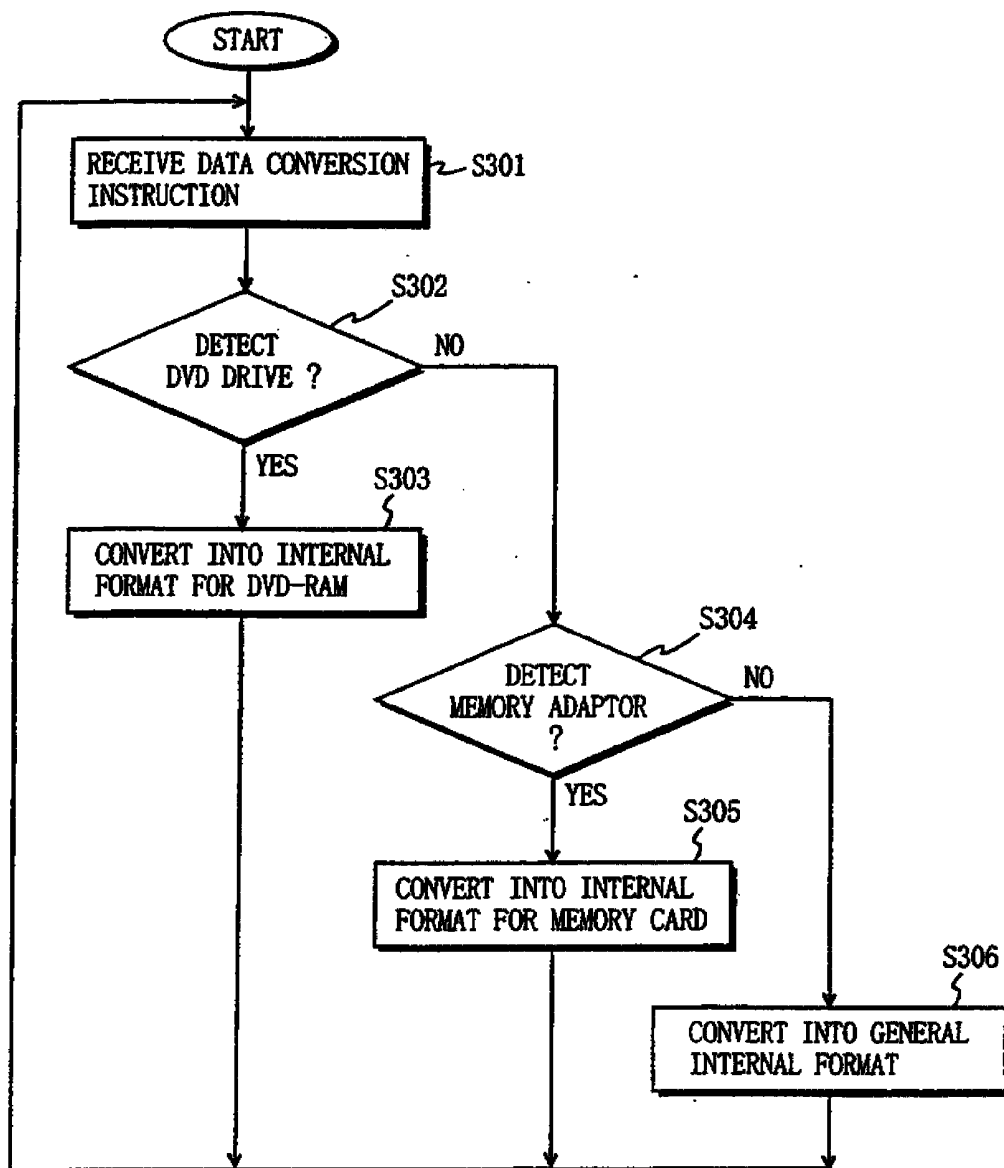 START
RECEIVE DATA CONVERSION
INSTRUCTION
S301
S302
DETECT
DVD DRIVE ?
NO
YES
S303
CONVERT INTO INTERNAL
FORMAT FOR DVD-RAM
S304
DETECT
MEMORY ADAPTOR
?
NO
YES
S305
CONVERT INTO INTERNAL
FORMAT FOR MEMORY CARD
S306
CONVERT INTO GENERAL
INTERNAL FORMAT